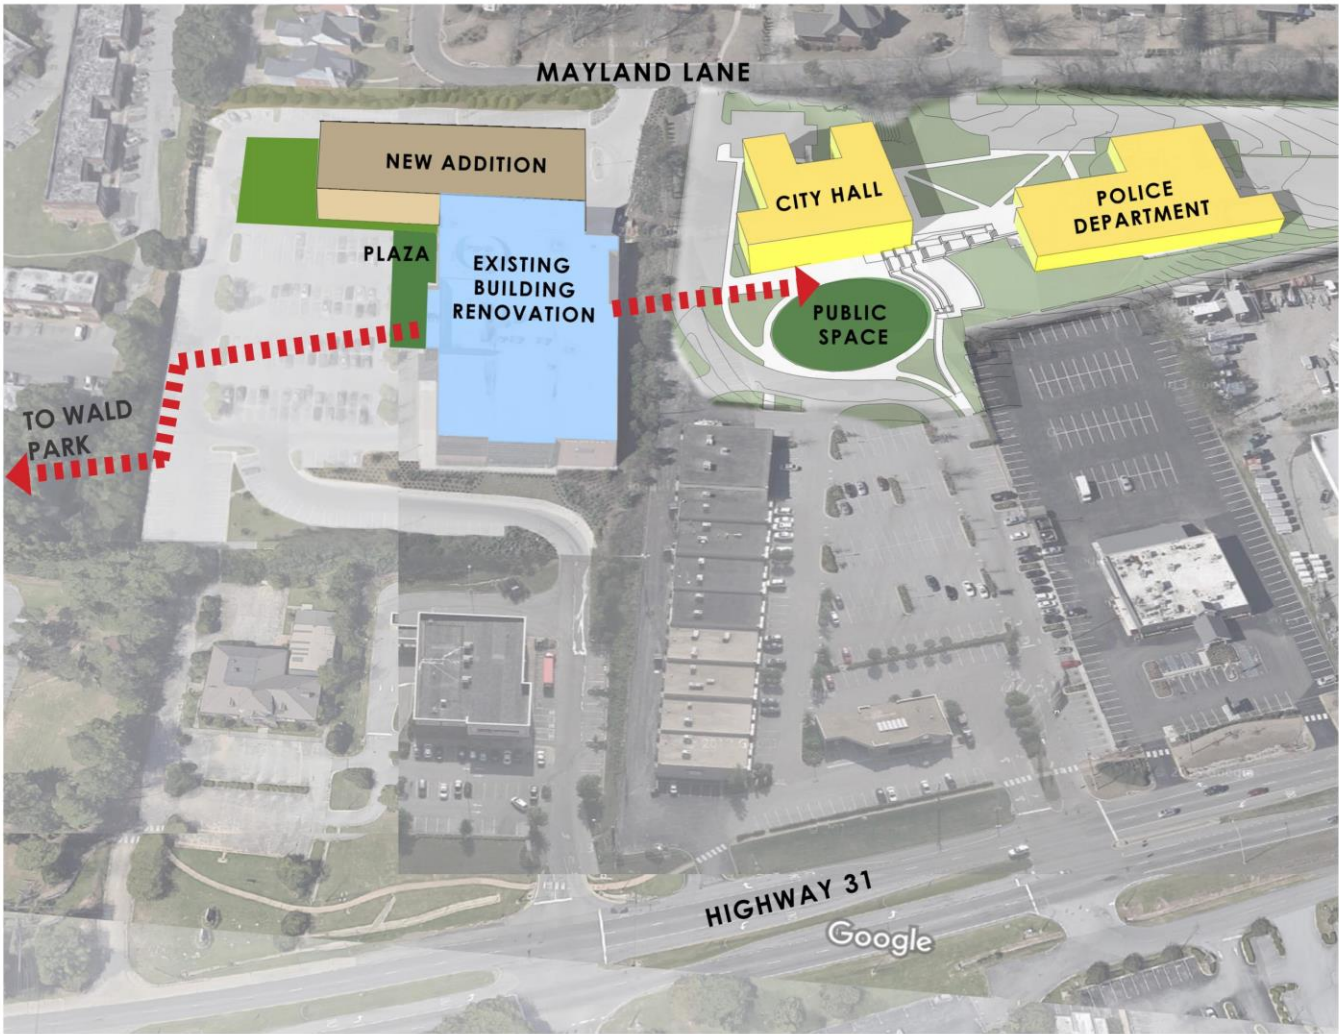 MAYLAND LANE
NEW ADDITION
CITY HALL
POLICE
DEPARTMENT
PLAZA
EXISTING
BUILDING
RENOVATION
PUBLIC
SPACE
TO WALD
PARK
HIGHWAY 31
Google